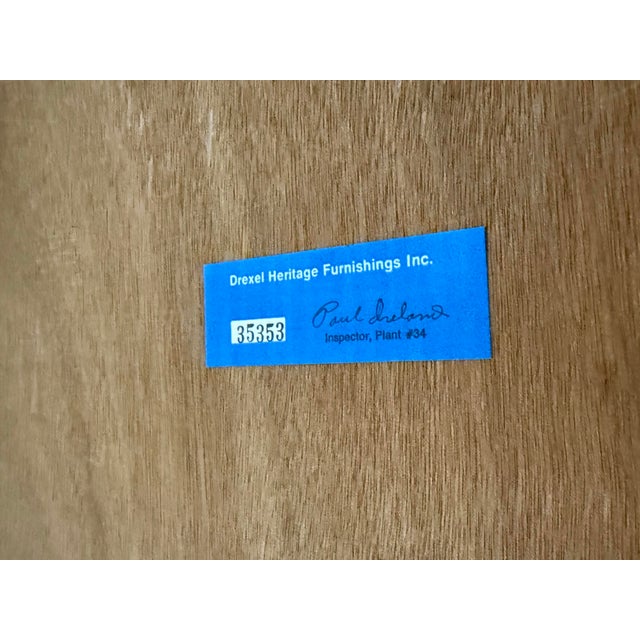 Drexel Heritage Furnishings Inc.
35353
Paul Ireland
Inspector, Plant #34